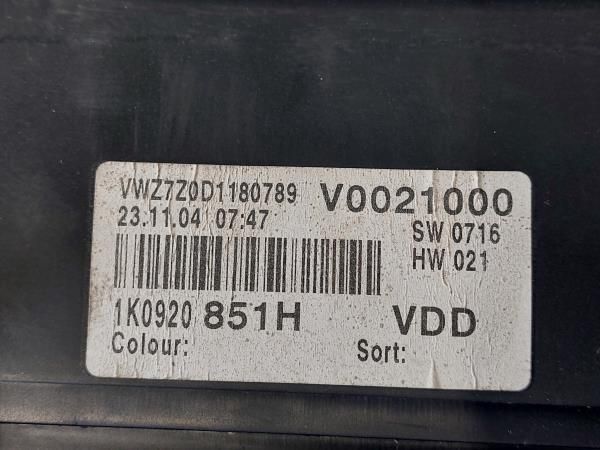 VWZ7Z0D1180789 V0021000
23.11.04 07:47 SW 0716
HW 021
1K0920 851H VDD
Colour: Sort: